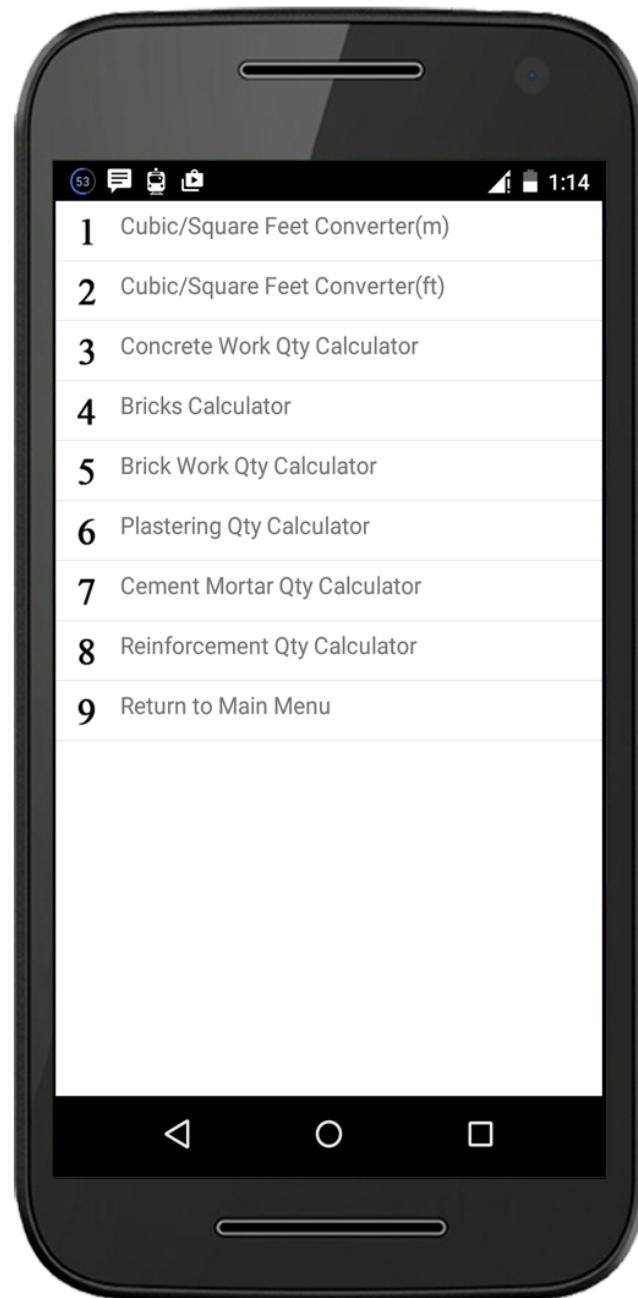 53 1:14
1 Cubic/Square Feet Converter(m)
2 Cubic/Square Feet Converter(ft)
3 Concrete Work Qty Calculator
4 Bricks Calculator
5 Brick Work Qty Calculator
6 Plastering Qty Calculator
7 Cement Mortar Qty Calculator
8 Reinforcement Qty Calculator
9 Return to Main Menu